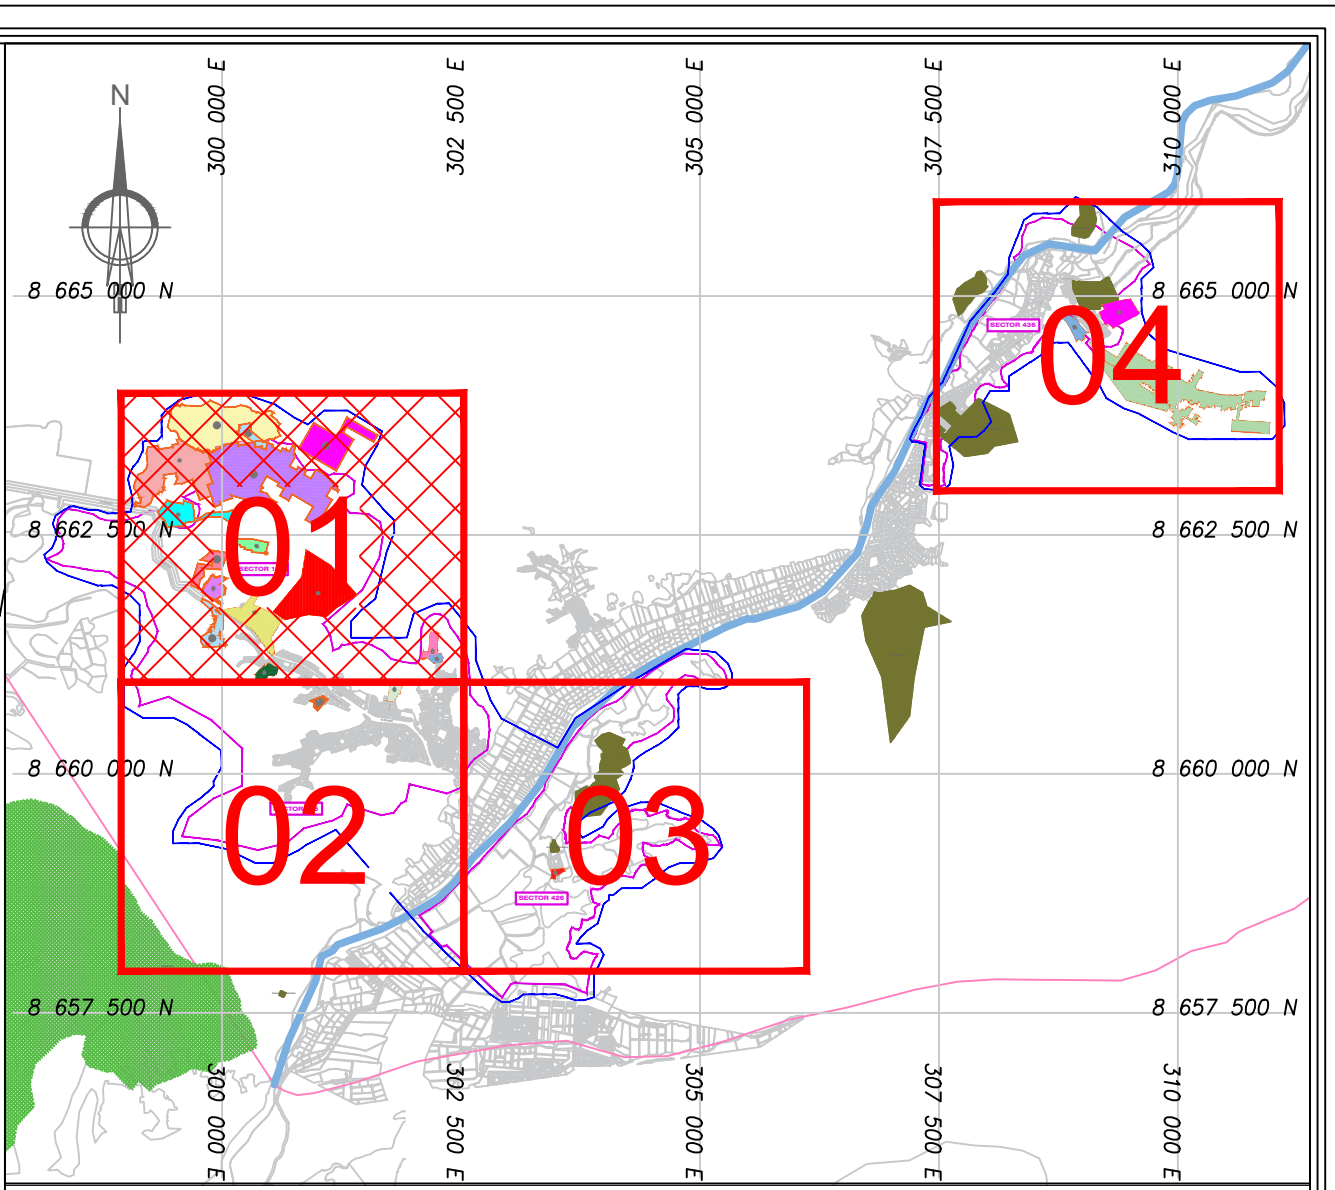 300 000 E
302 500 E
305 000 E
307 500 E
310 000 E
N
8 665 000 N
8 665 000 N
SECTOR 436
04
8 662 500 N
01
8 662 500 N
8 660 000 N
8 660 000 N
02
03
SECTOR 426
8 657 500 N
8 657 500 N
300 000 E
302 500 E
305 000 E
307 500 E
310 000 E